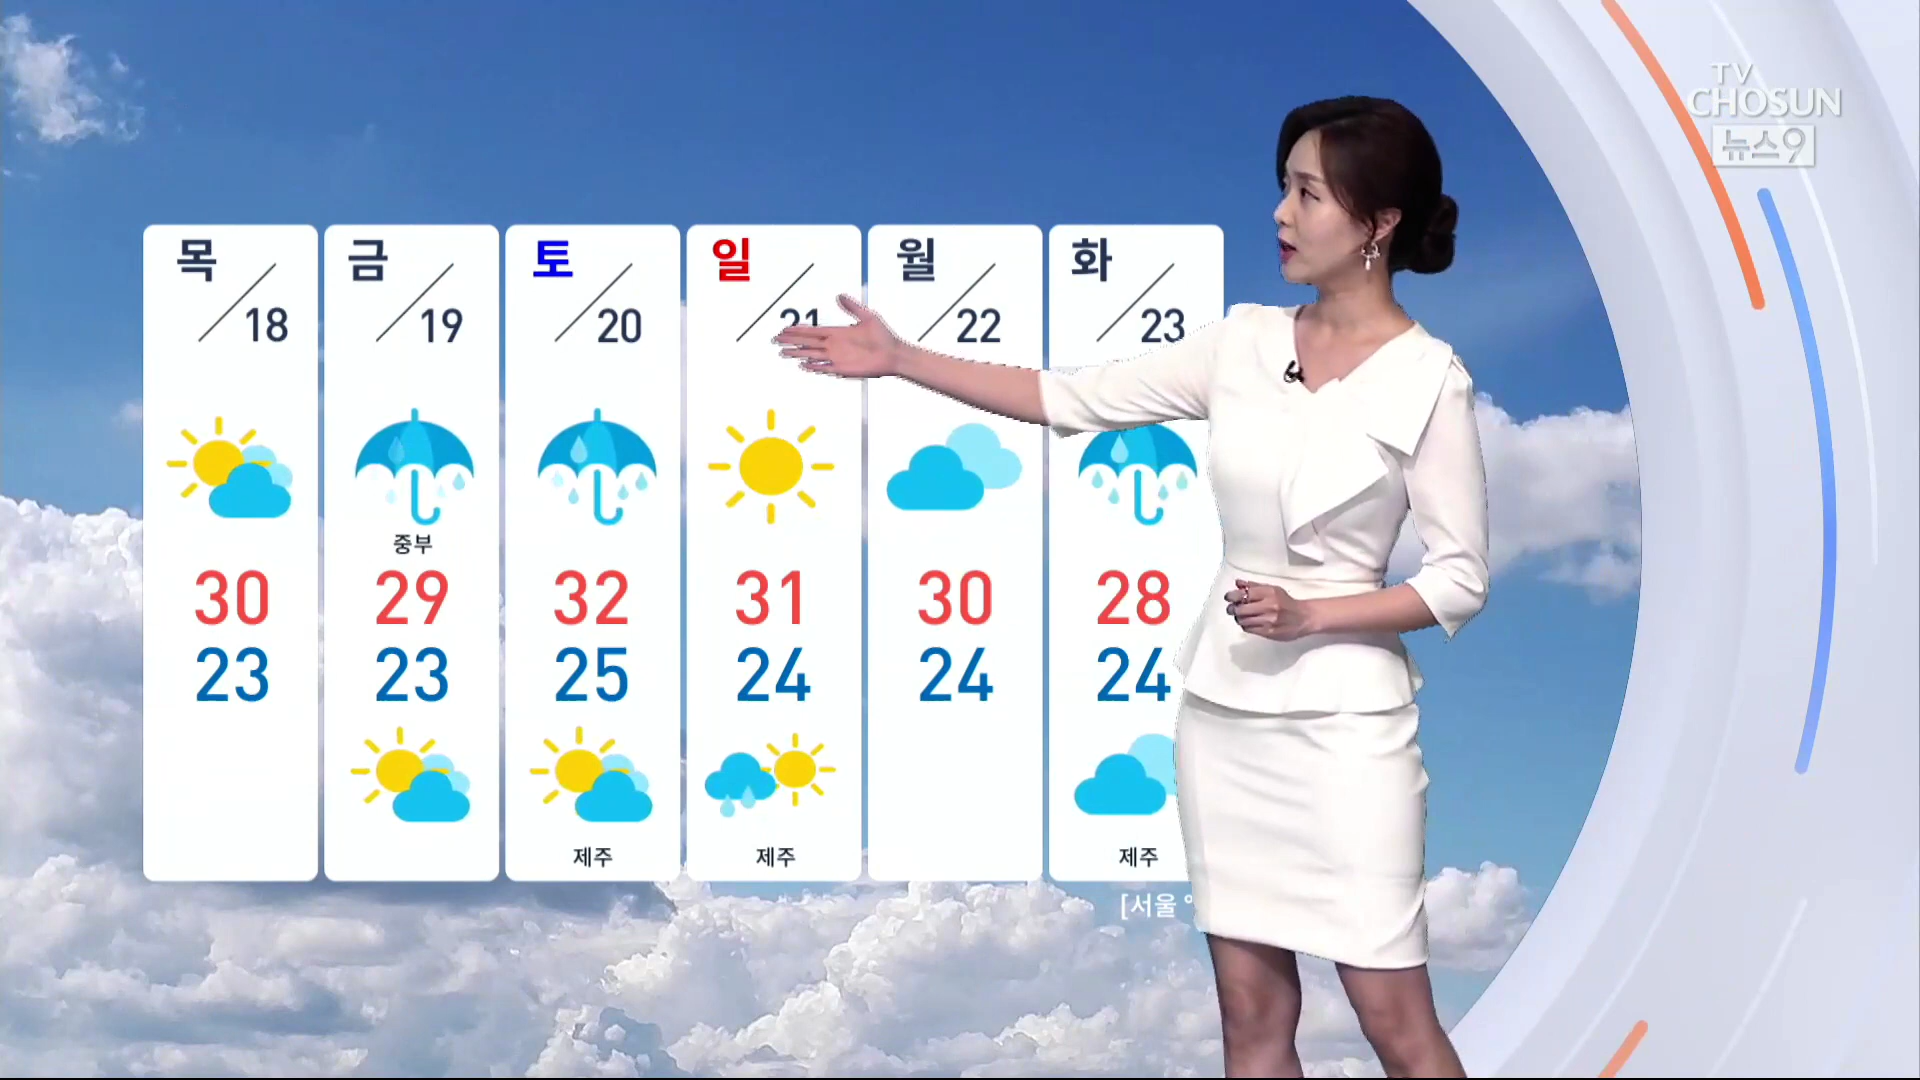 TV
CHOSUN
뉴스9
목 금 토 일 월 화
18 19 20 21 22 23
중부
30 29 32 31 30 28
23 23 25 24 24 24
제주 제주 제주
[서울